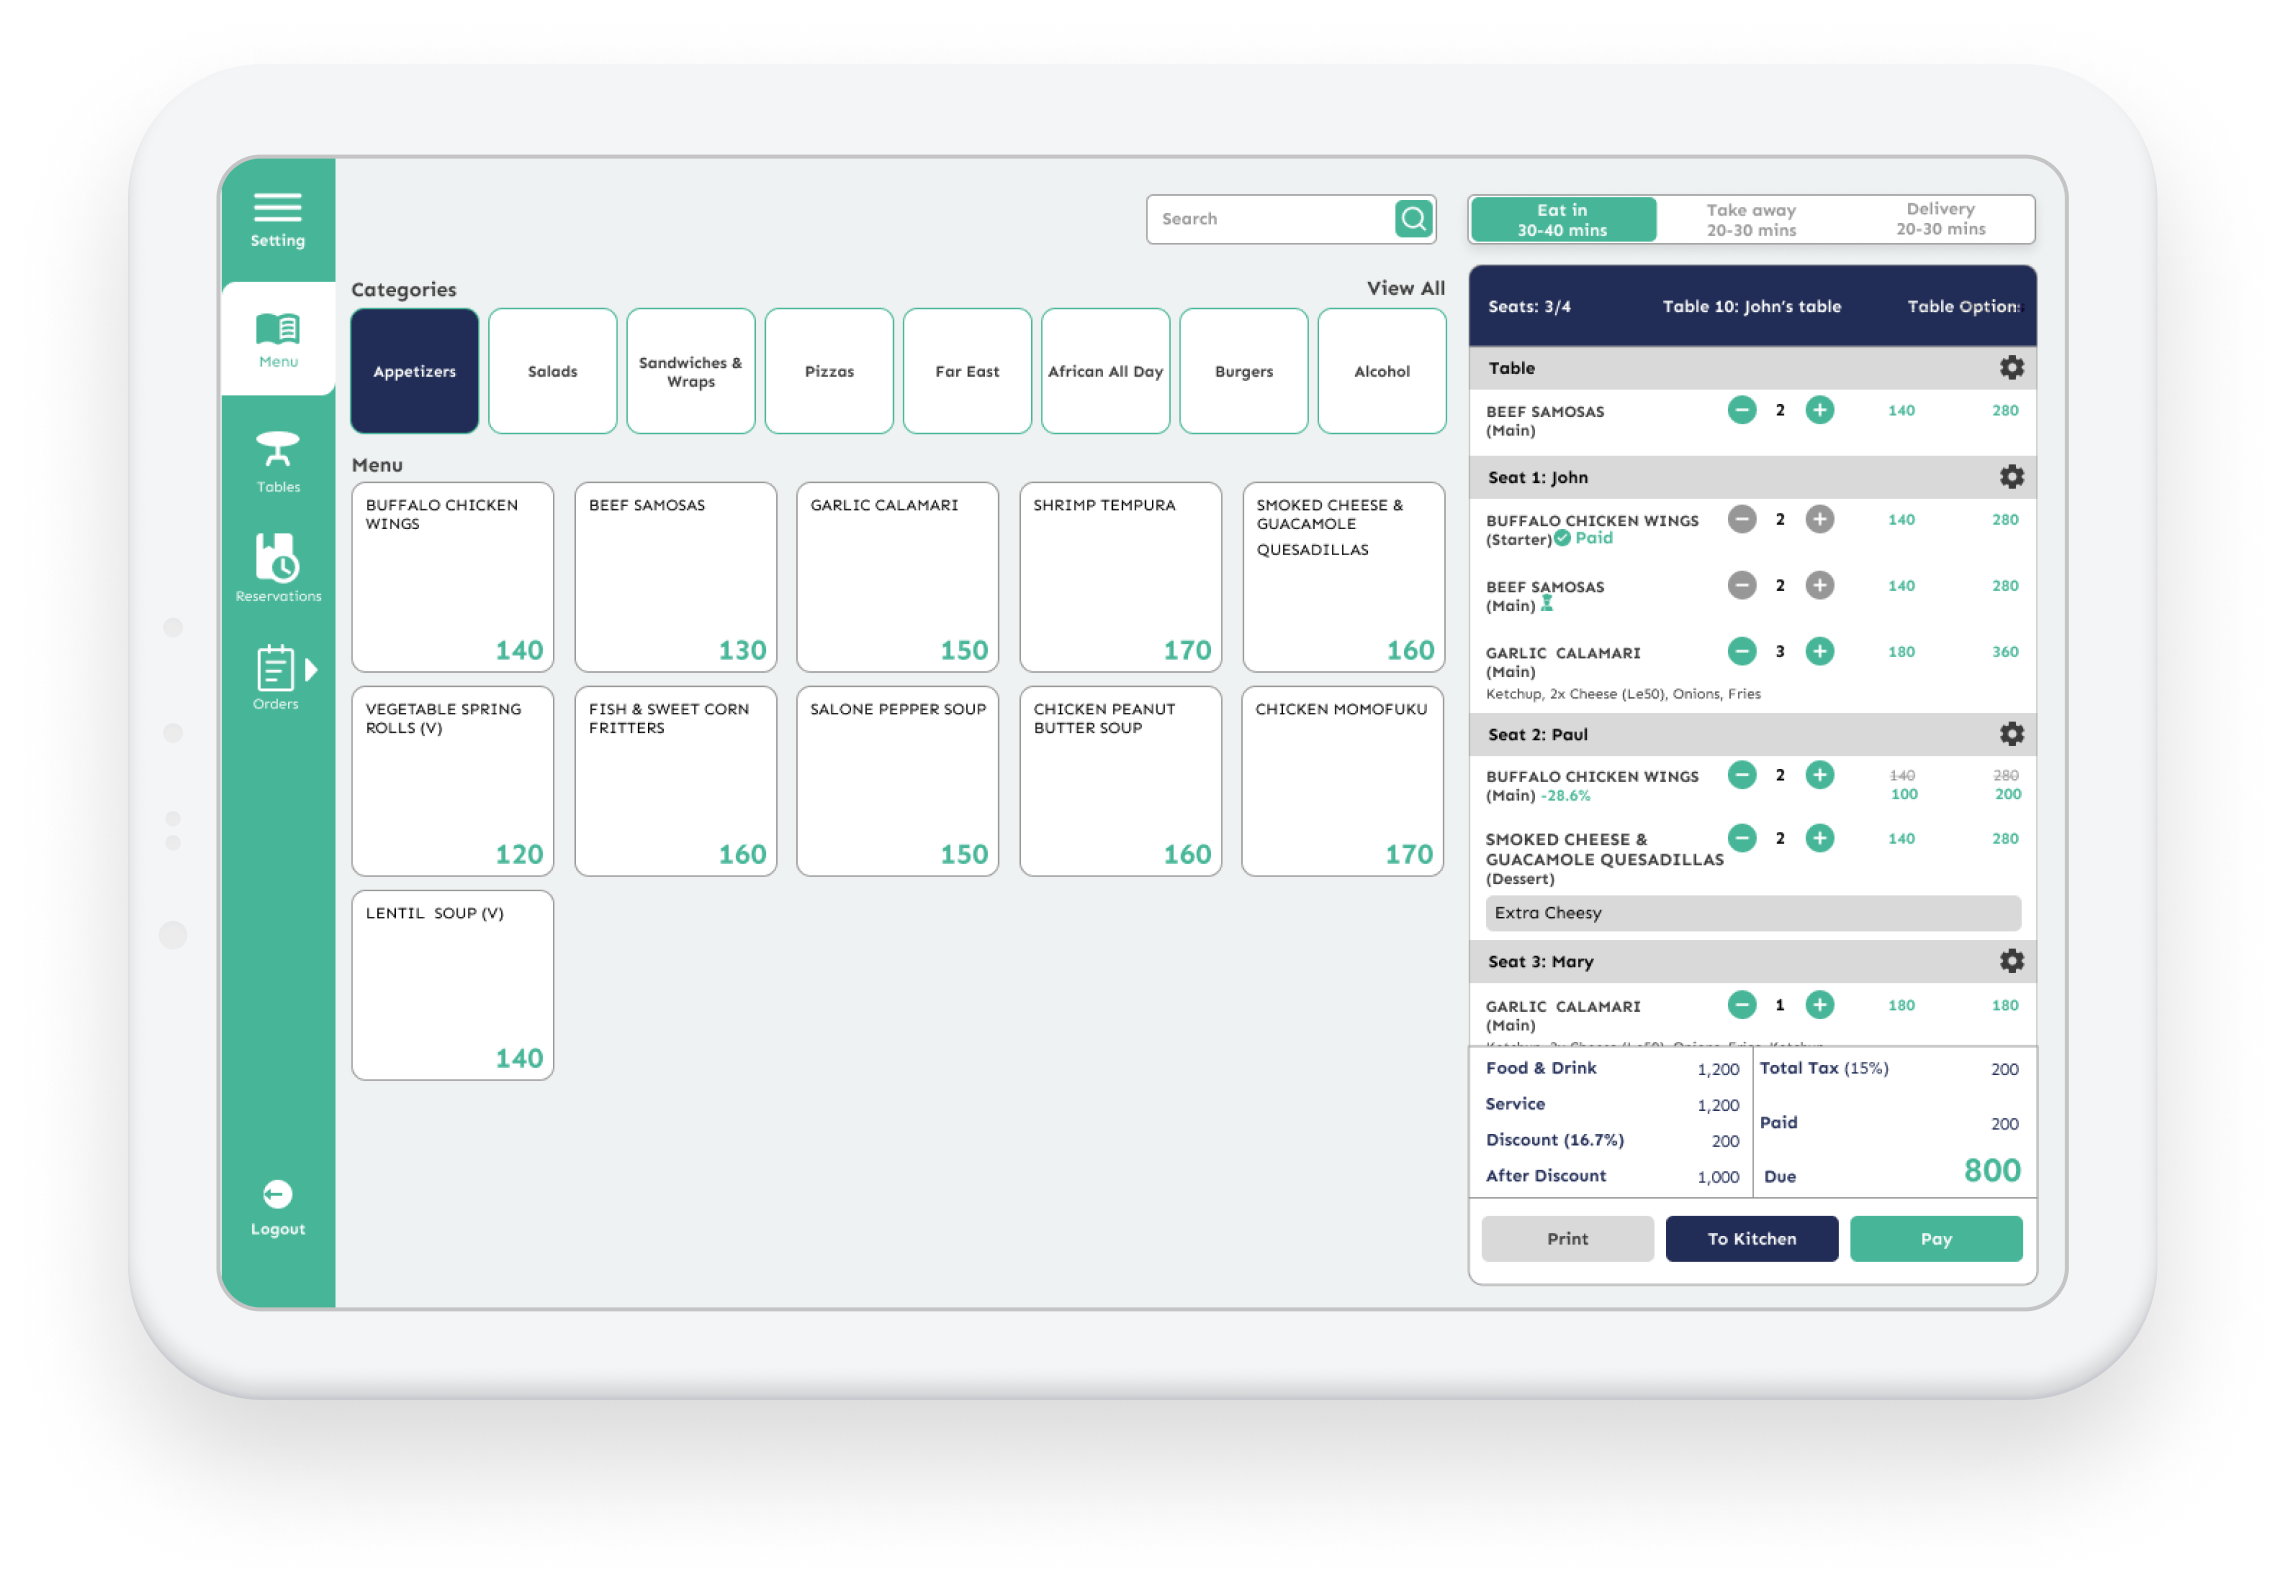 Setting
Menu
Tables
Reservations
Orders
Logout
Search
Categories
View All
Appetizers
Salads
Sandwiches &
Wraps
Pizzas
Far East
African All Day
Burgers
Alcohol
Menu
BUFFALO CHICKEN
WINGS
140
BEEF SAMOSAS
130
GARLIC CALAMARI
150
SHRIMP TEMPURA
170
SMOKED CHEESE &
GUACAMOLE
QUESADILLAS
160
VEGETABLE SPRING
ROLLS (V)
120
FISH & SWEET CORN
FRITTERS
160
SALONE PEPPER SOUP
150
CHICKEN PEANUT
BUTTER SOUP
160
CHICKEN MOMOFUKU
170
LENTIL SOUP (V)
140
Eat in
30-40 mins
Take away
20-30 mins
Delivery
20-30 mins
Seats: 3/4 Table 10: John's table Table Option
Table
BEEF SAMOSAS 2 140 280
(Main)
Seat 1: John
BUFFALO CHICKEN WINGS 2 140 280
(Starter) Paid
BEEF SAMOSAS 2 140 280
(Main)
GARLIC CALAMARI 3 180 360
(Main)
Ketchup, 2x Cheese (Le50), Onions, Fries
Seat 2: Paul
BUFFALO CHICKEN WINGS 2 140 280
(Main) -28.6% 100 200
SMOKED CHEESE & 2 140 280
GUACAMOLE QUESADILLAS
(Dessert)
Extra Cheesy
Seat 3: Mary
GARLIC CALAMARI 1 180 180
(Main)
Food & Drink 1,200
Service 1,200
Discount (16.7%) 200
After Discount 1,000
Total Tax (15%) 200
Paid 200
Due 800
Print
To Kitchen
Pay